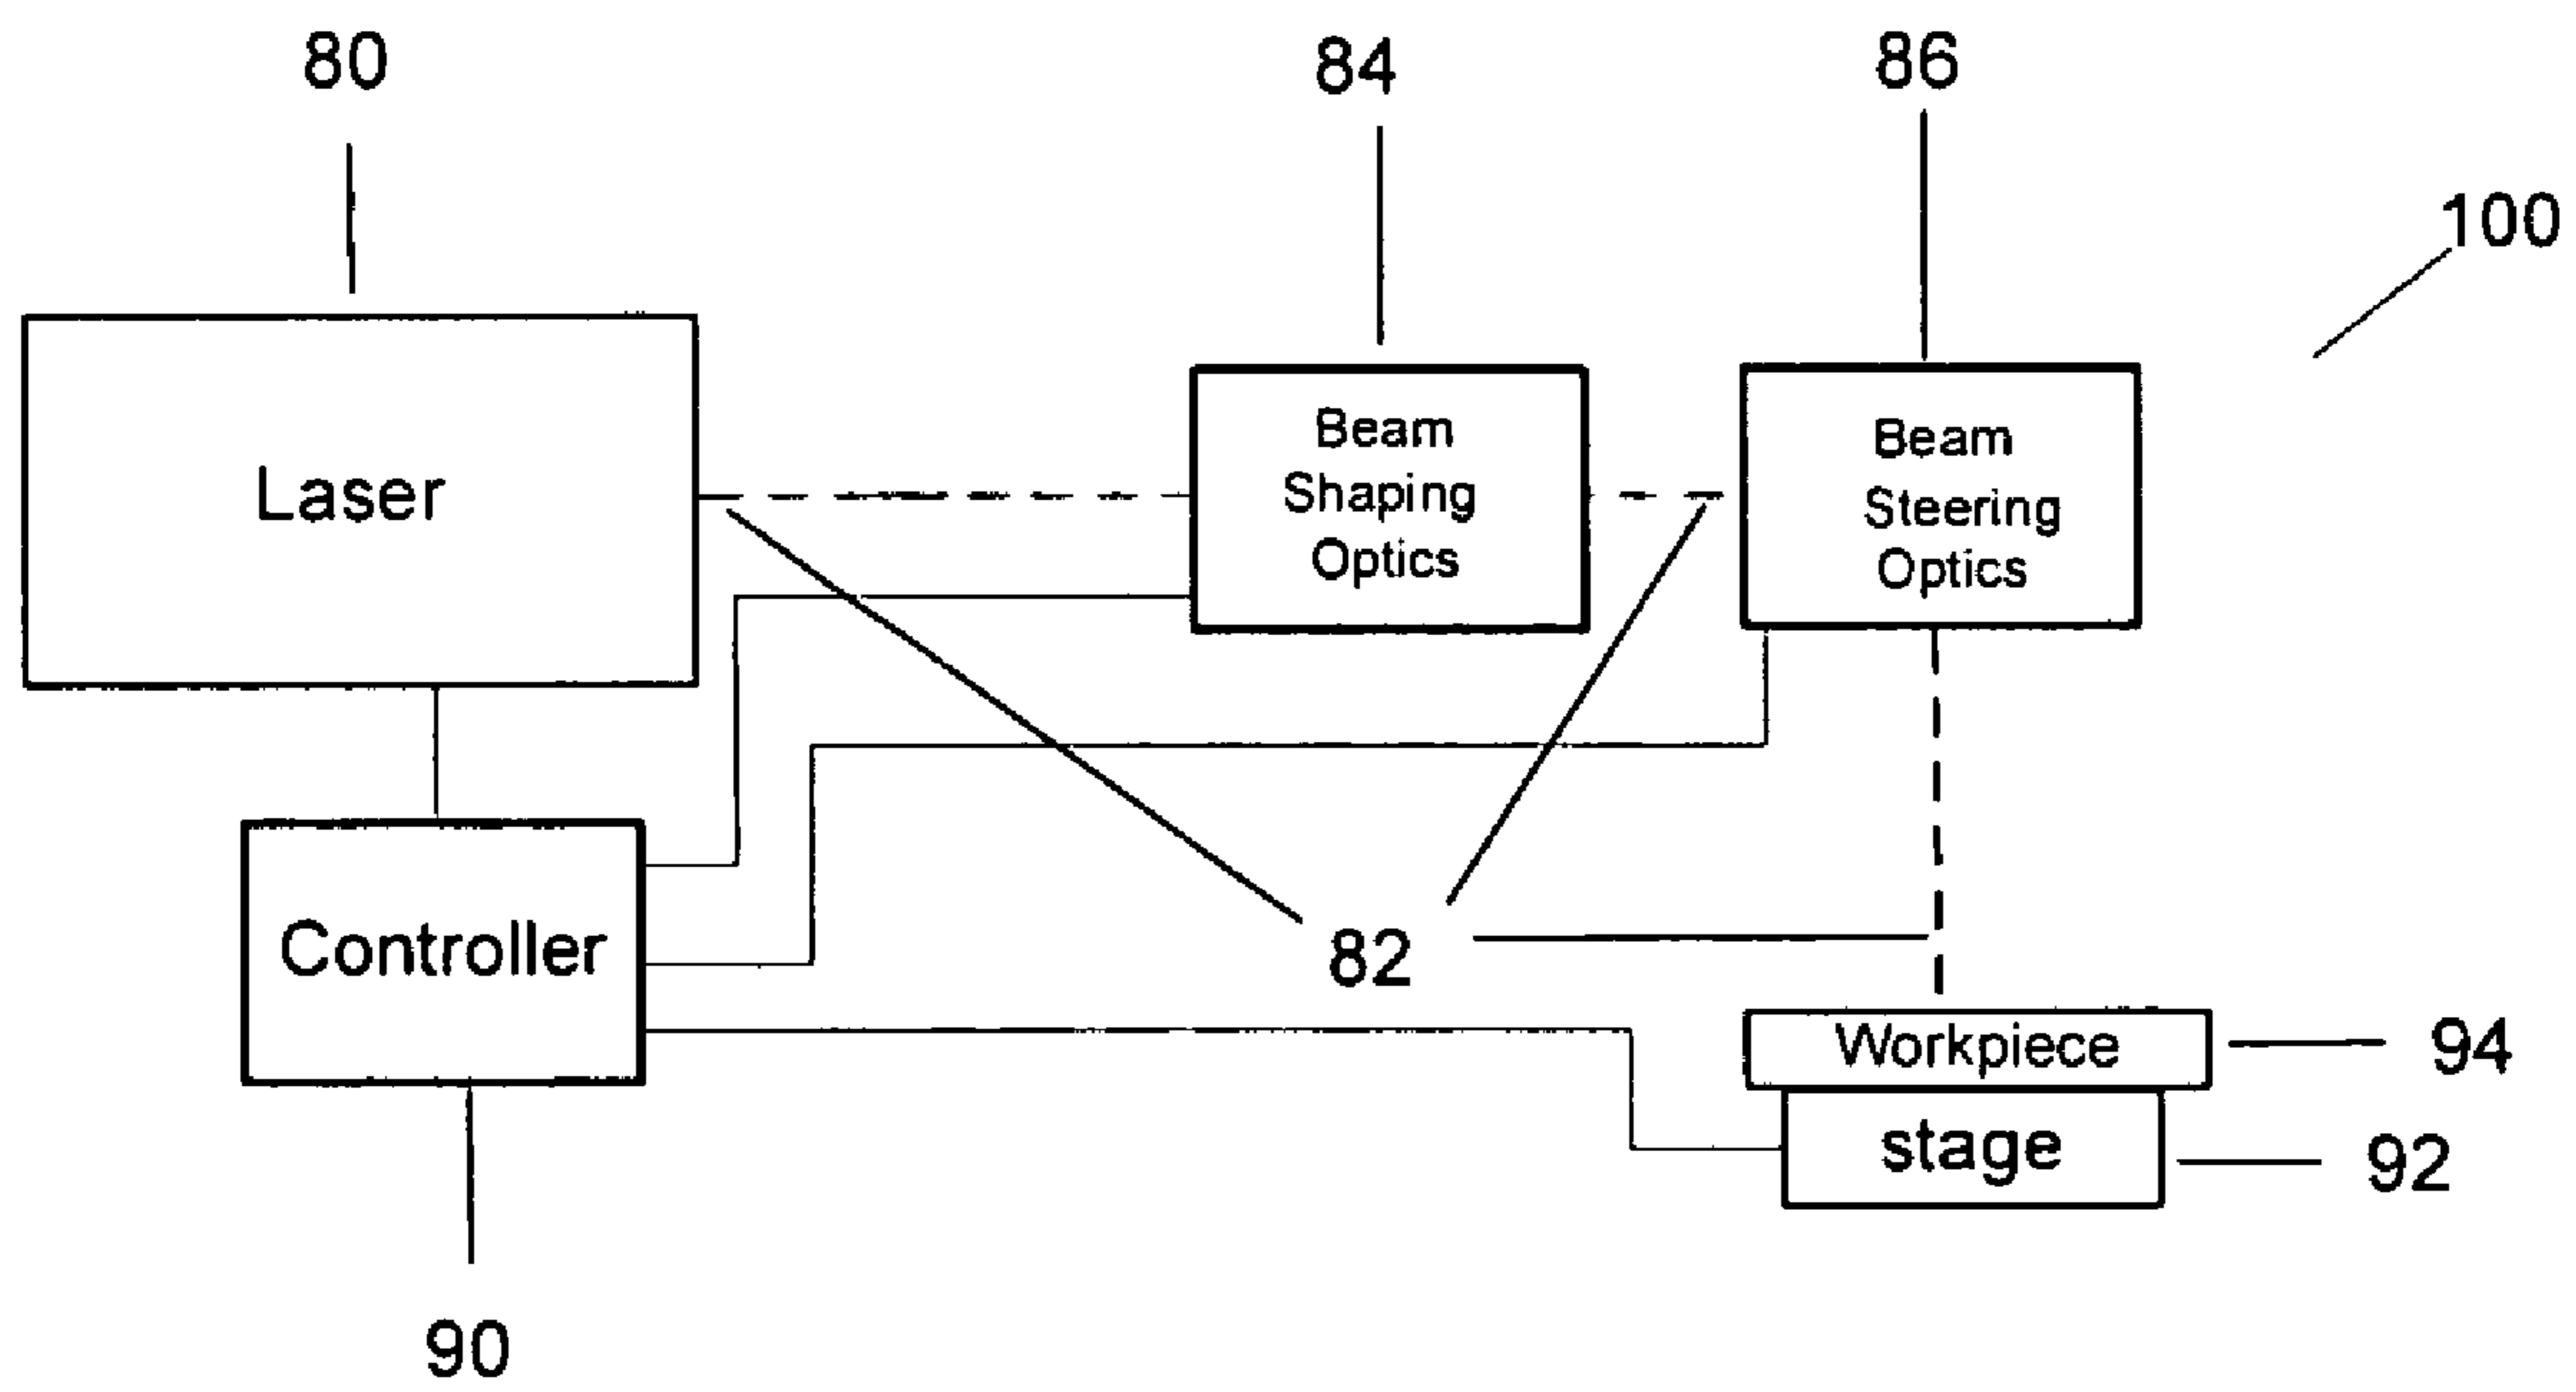 80
84
86
100
Laser
Beam
Shaping
Optics
Beam
Steering
Optics
Controller
82
Workpiece
94
stage
92
90